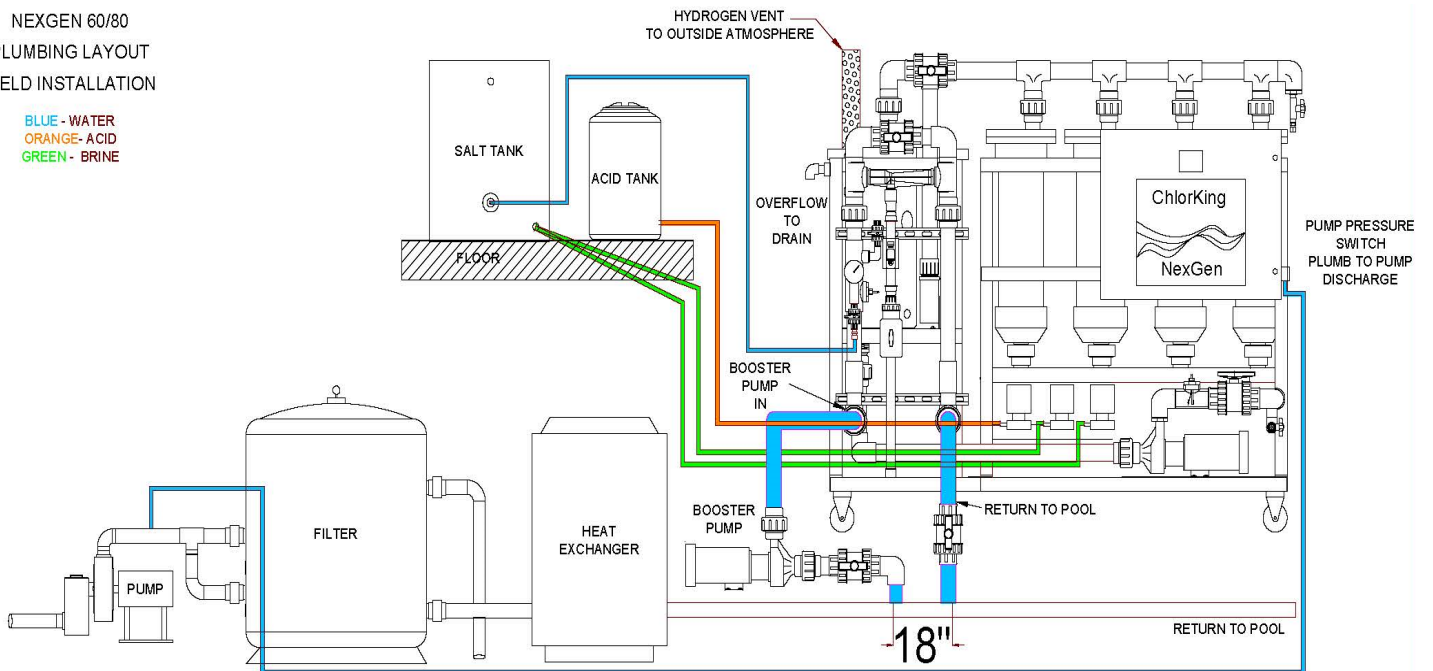 NEXGEN 60/80
PLUMBING LAYOUT
ELD INSTALLATION
BLUE - WATER
ORANGE- ACID
GREEN - BRINE
HYDROGEN VENT
TO OUTSIDE ATMOSPHERE
SALT TANK
ACID TANK
FLOOR
OVERFLOW
TO
DRAIN
ChlorKing
NexGen
PUMP PRESSURE
SWITCH
PLUMB TO PUMP
DISCHARGE
BOOSTER
PUMP
IN
FILTER
PUMP
HEAT
EXCHANGER
BOOSTER
PUMP
RETURN TO POOL
18"
RETURN TO POOL